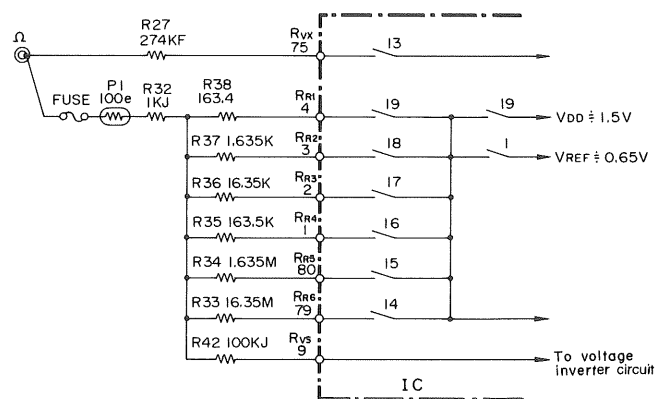 Ω
R27
274KF
RVX
75
13
FUSE
P1
100e
R32
1KJ
R38
163.4
RR1
4
19
19
VDD ≑ 1.5V
R37 1.635K
RR2
3
18
1
VREF ≑ 0.65V
R36 16.35K
RR3
2
17
R35 163.5K
RR4
1
16
R34 1.635M
RR5
80
15
R33 16.35M
RR6
79
14
R42 100KJ
RVS
9
To voltage
inverter circuit
IC